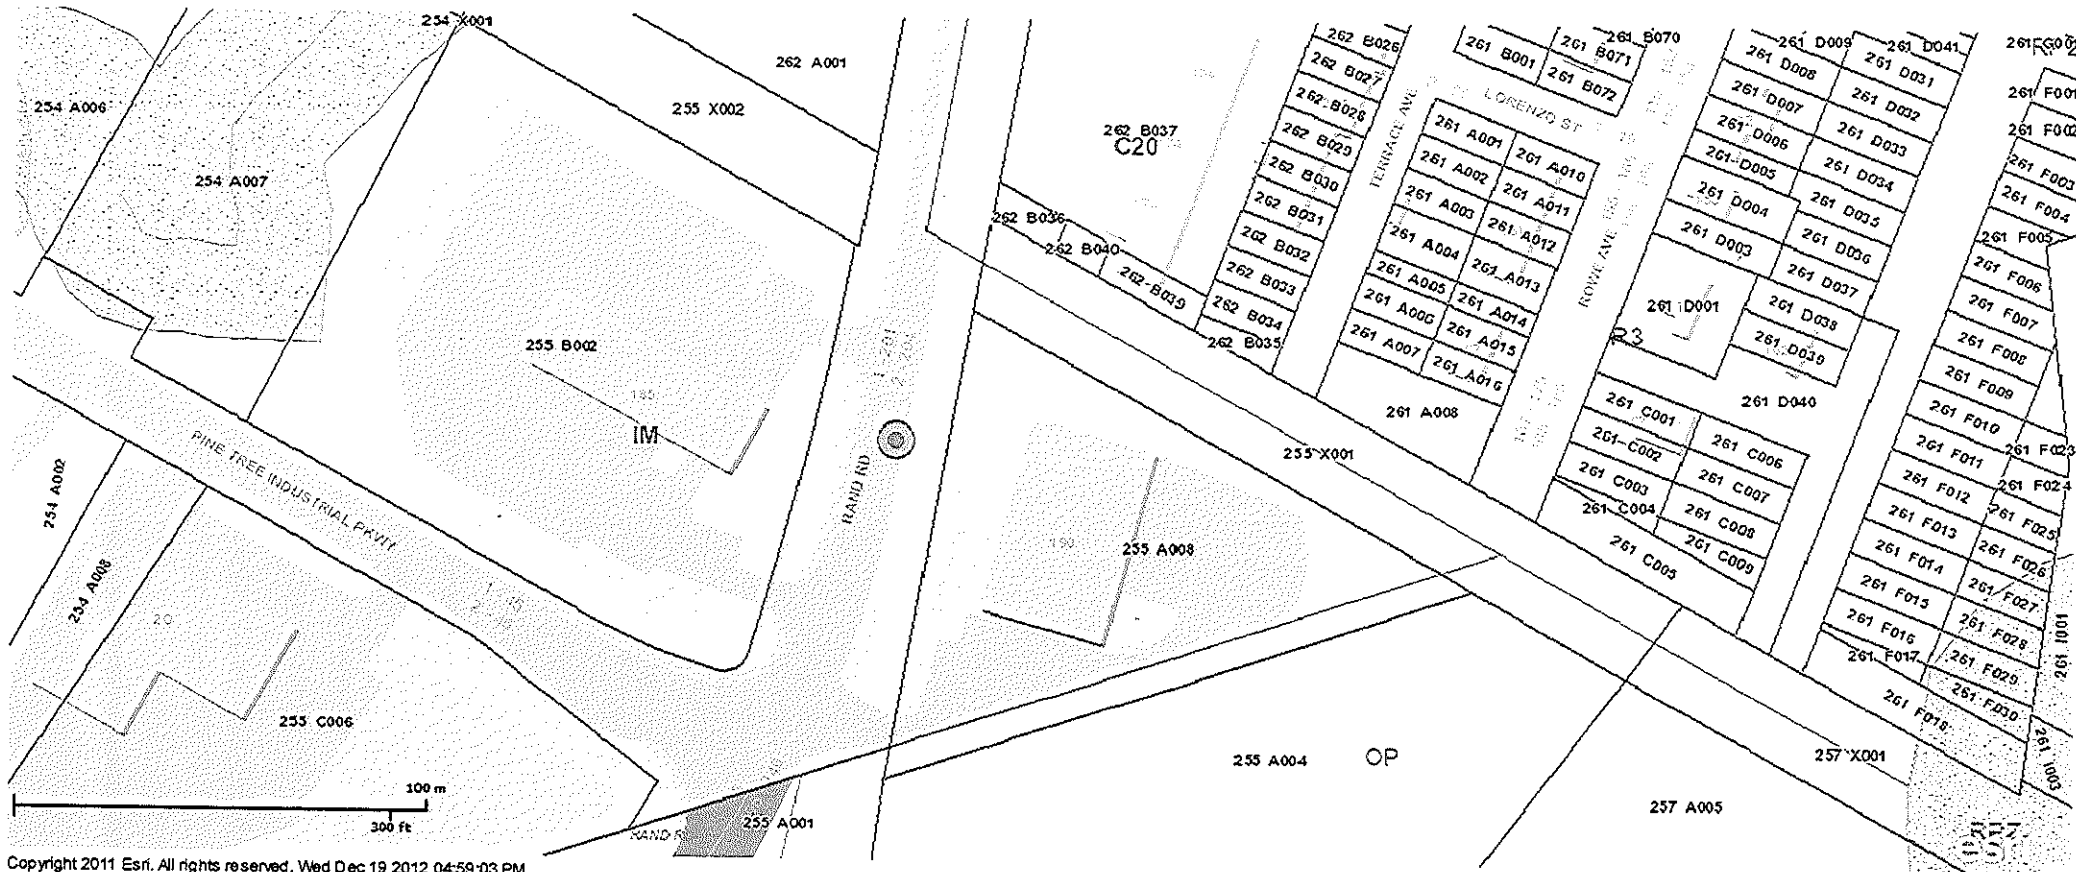 254 X001
262 A001
255 X002
254 A006
254 A007
262 B037
C20
262 B026
262 B027
262 B028
262 B029
262 B030
262 B031
262 B032
262 B033
262 B034
262 B035
262 B036
262 B040
262 B039
TERRACE AVE
LORENZO ST
261 B001
261 B071
261 B072
261 B070
261 A001
261 A002
261 A003
261 A004
261 A005
261 A006
261 A007
261 A008
261 A010
261 A011
261 A012
261 A013
261 A014
261 A015
261 A016
ROWE AVE
261 D009
261 D041
261 D008
261 D007
261 D006
261 D005
261 D004
261 D003
261 D001
261 D031
261 D032
261 D033
261 D034
261 D035
261 D036
261 D037
261 D038
261 D039
261 D040
R3
261 F001
261 F002
261 F003
261 F004
261 F005
261 F006
261 F007
261 F008
261 F009
261 F010
261 F011
261 F012
261 F013
261 F014
261 F015
261 F016
261 F017
261 F018
261 F023
261 F024
261 F025
261 F026
261 F027
261 F028
261 F029
261 F030
261 I001
261 I003
261 C001
261 C002
261 C003
261 C004
261 C005
261 C006
261 C007
261 C008
261 C009
255 X001
257 X001
257 A005
255 B002
185
IM
RAND RD
1 201
2 201
190
255 A008
255 A004
OP
PINE TREE INDUSTRIAL PKWY
254 A002
254 A008
20
255 C006
255 A001
100 m
300 ft
Copyright 2011 Esri. All rights reserved. Wed Dec 19 2012 04:59:03 PM